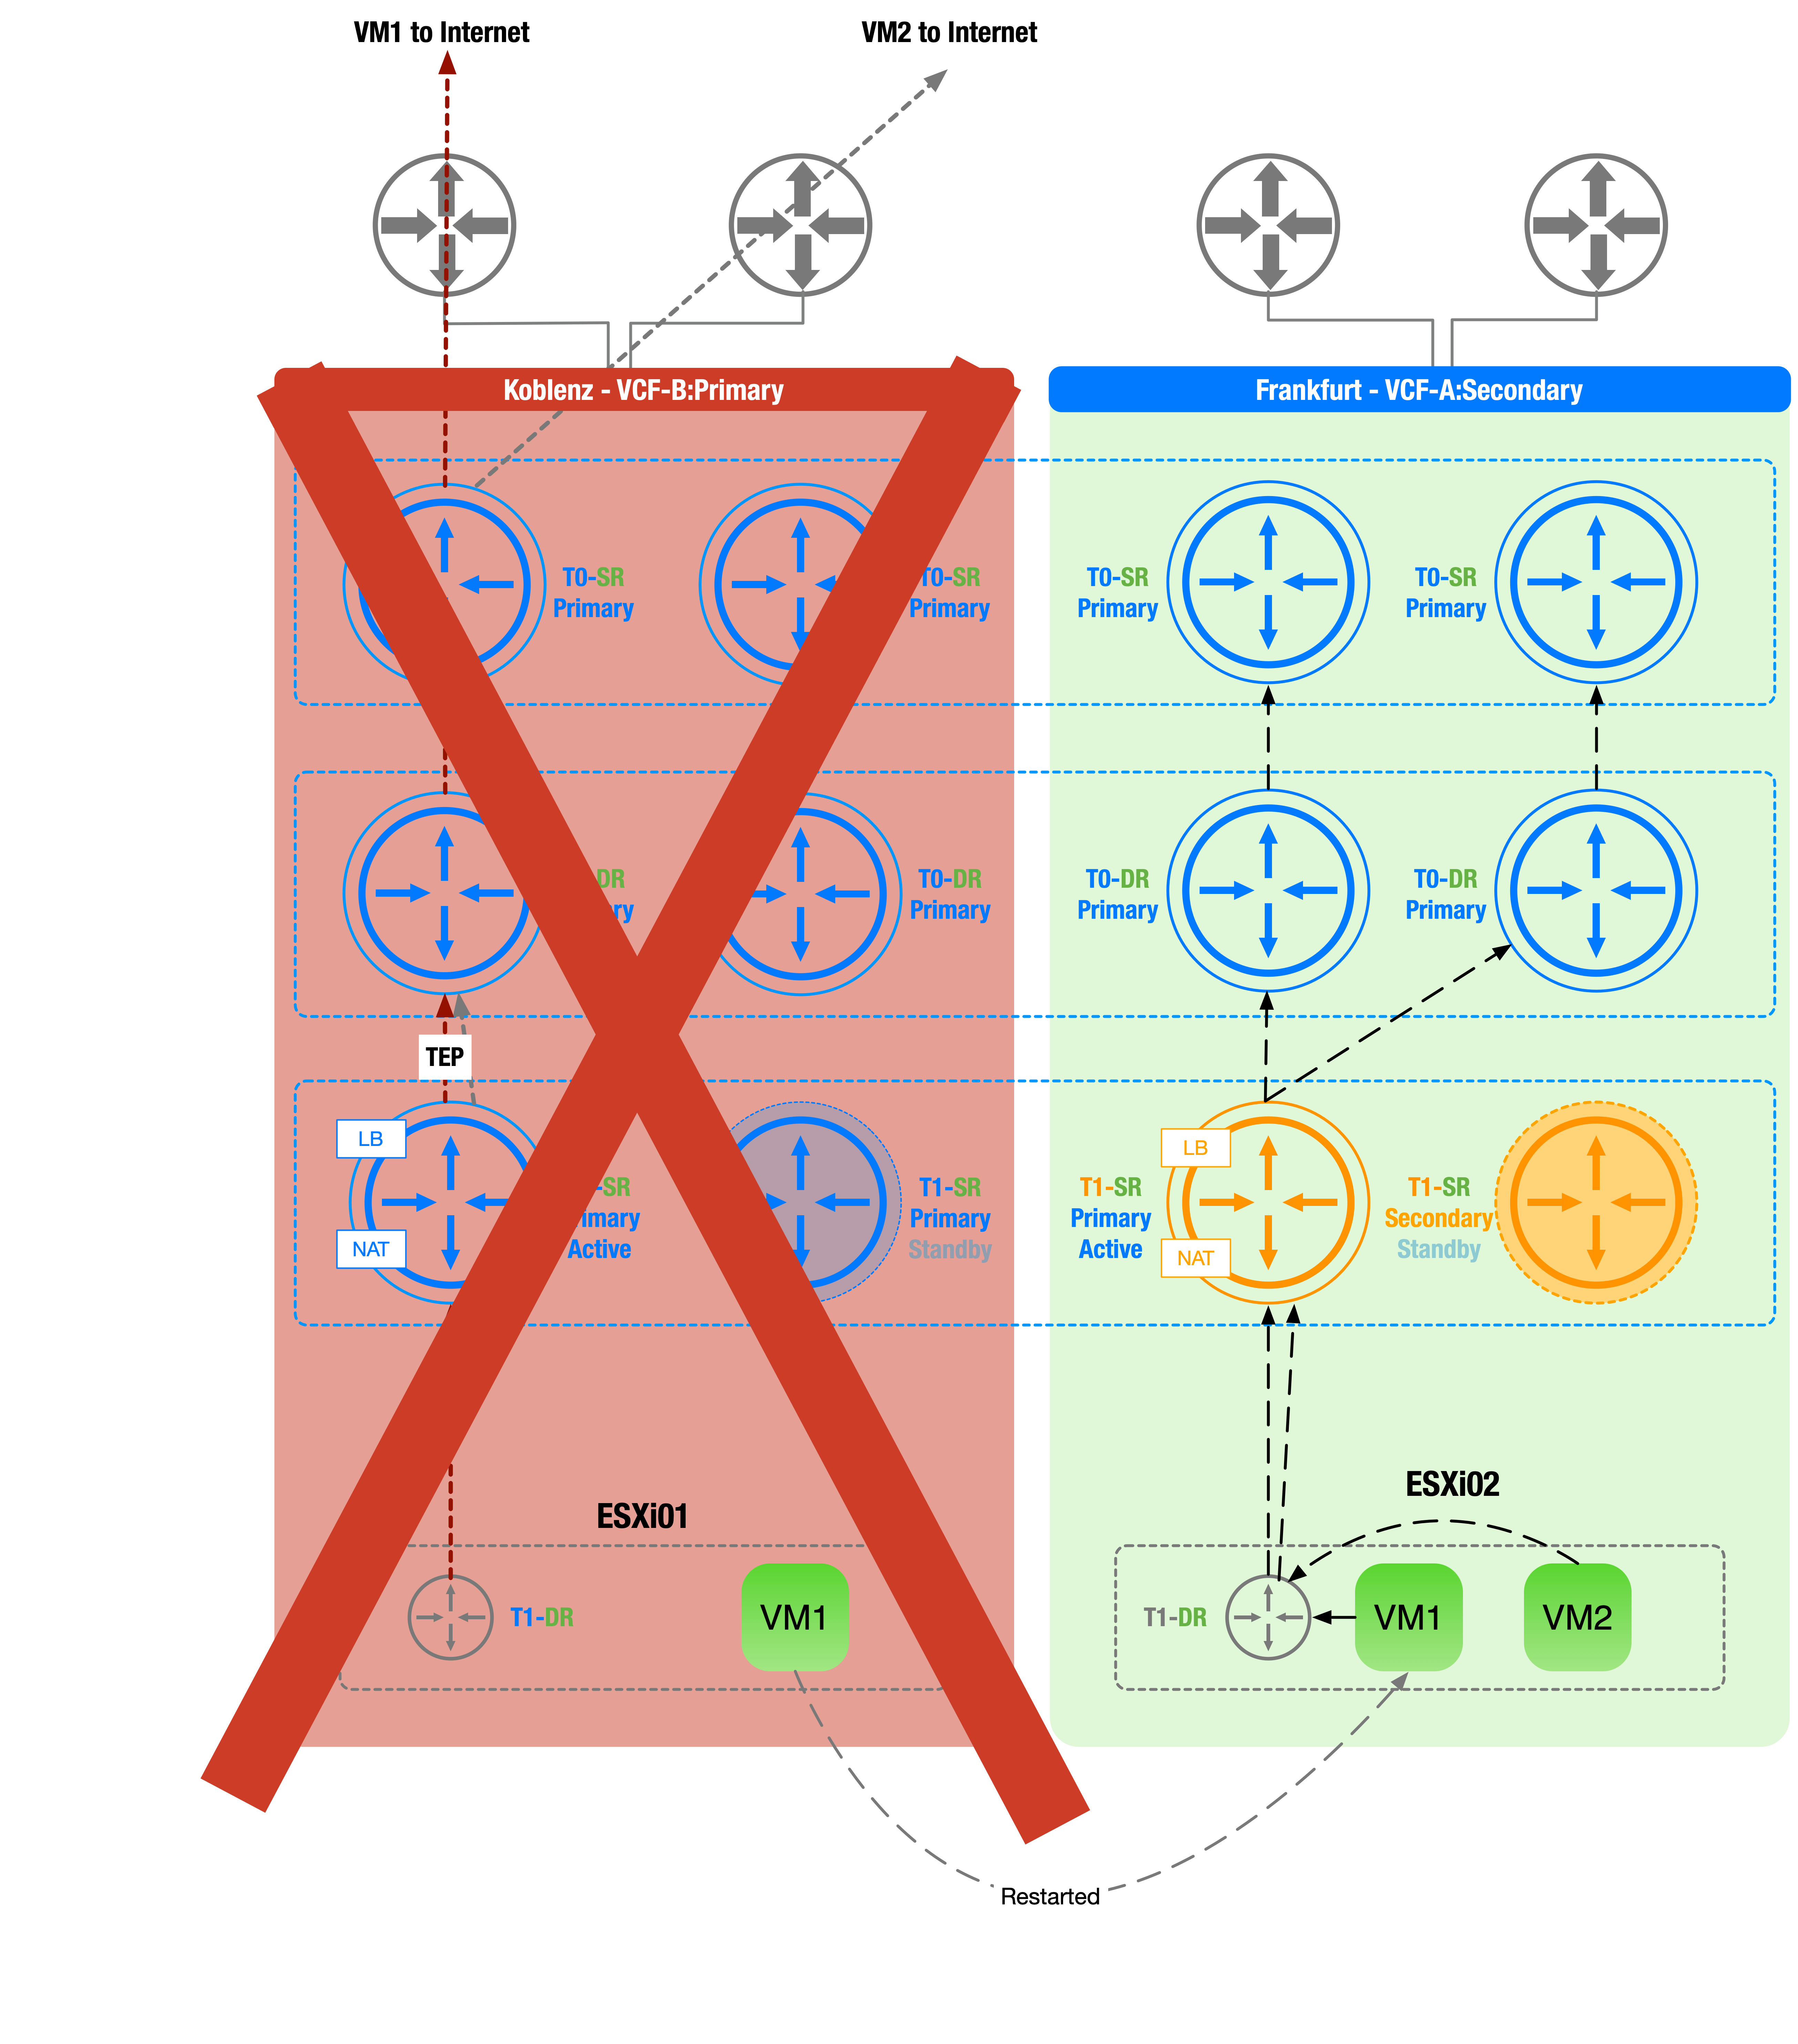 VM1 to Internet
VM2 to Internet
Koblenz - VCF-B:Primary
Frankfurt - VCF-A:Secondary
T0-SR
Primary
T0-SR
Primary
T0-SR
Primary
T0-SR
Primary
DR
T0-DR
Primary
T0-DR
Primary
T0-DR
Primary
TEP
LB
NAT
-SR
Active
T1-SR
Primary
Standby
T1-SR
Primary
Active
LB
NAT
T1-SR
Secondary
Standby
ESXi01
T1-DR
VM1
ESXi02
T1-DR
VM1
VM2
Restarted